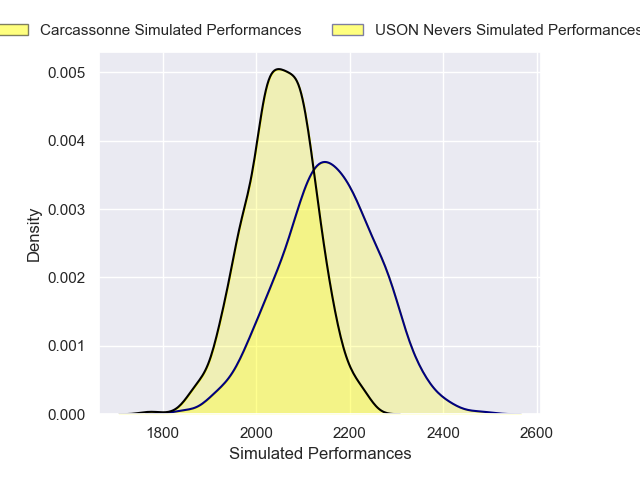 Carcassonne Simulated Performances USON Nevers Simulated Performances
0.005
0.004
0.003
0.002
0.001
0.000
Density
1800 2000 2200 2400 2600
Simulated Performances